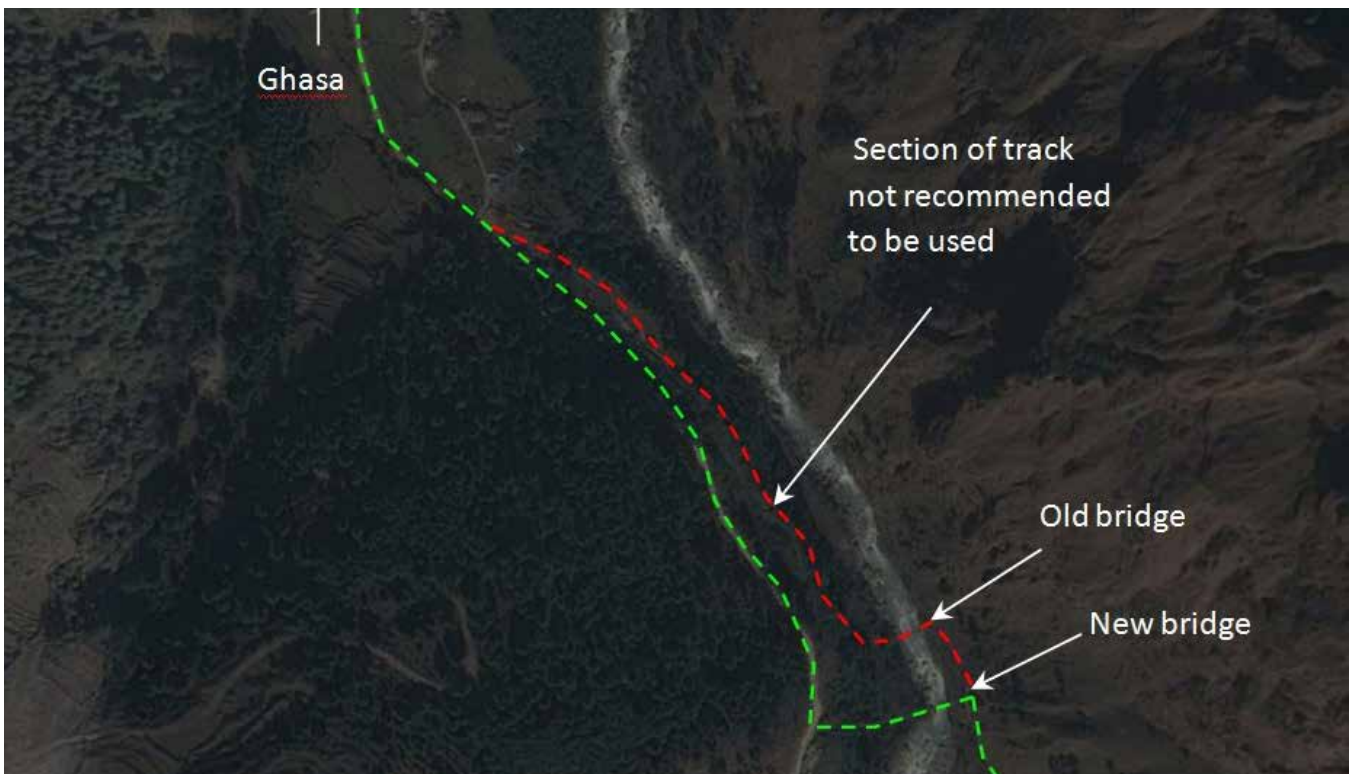 Ghasa
Section of track
not recommended
to be used
Old bridge
New bridge